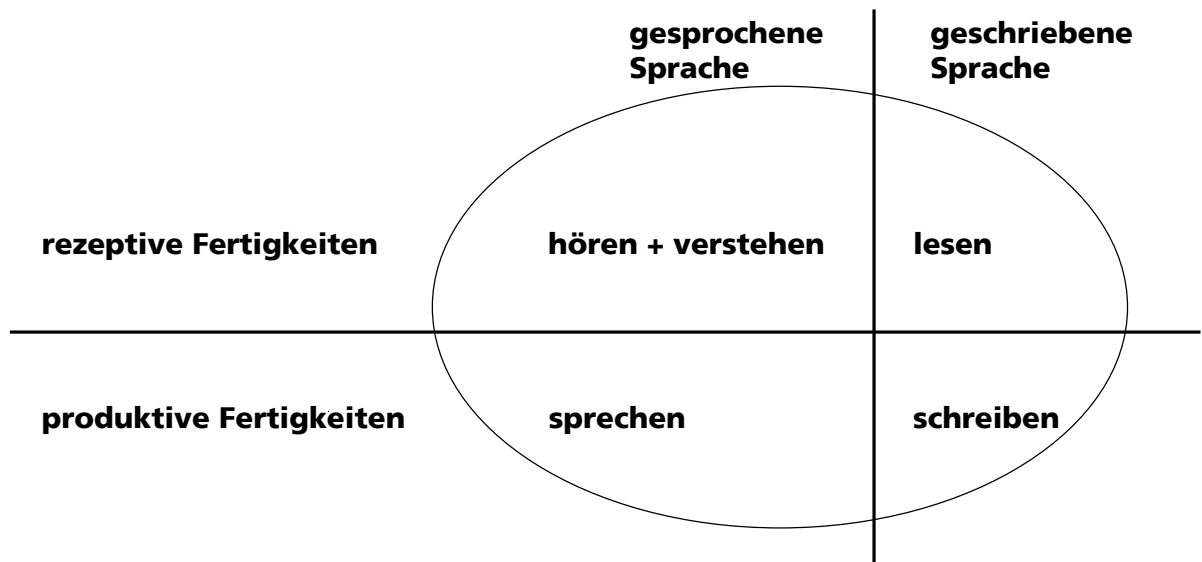 gesprochene
Sprache
geschriebene
Sprache
rezeptive Fertigkeiten
hören + verstehen
lesen
produktive Fertigkeiten
sprechen
schreiben